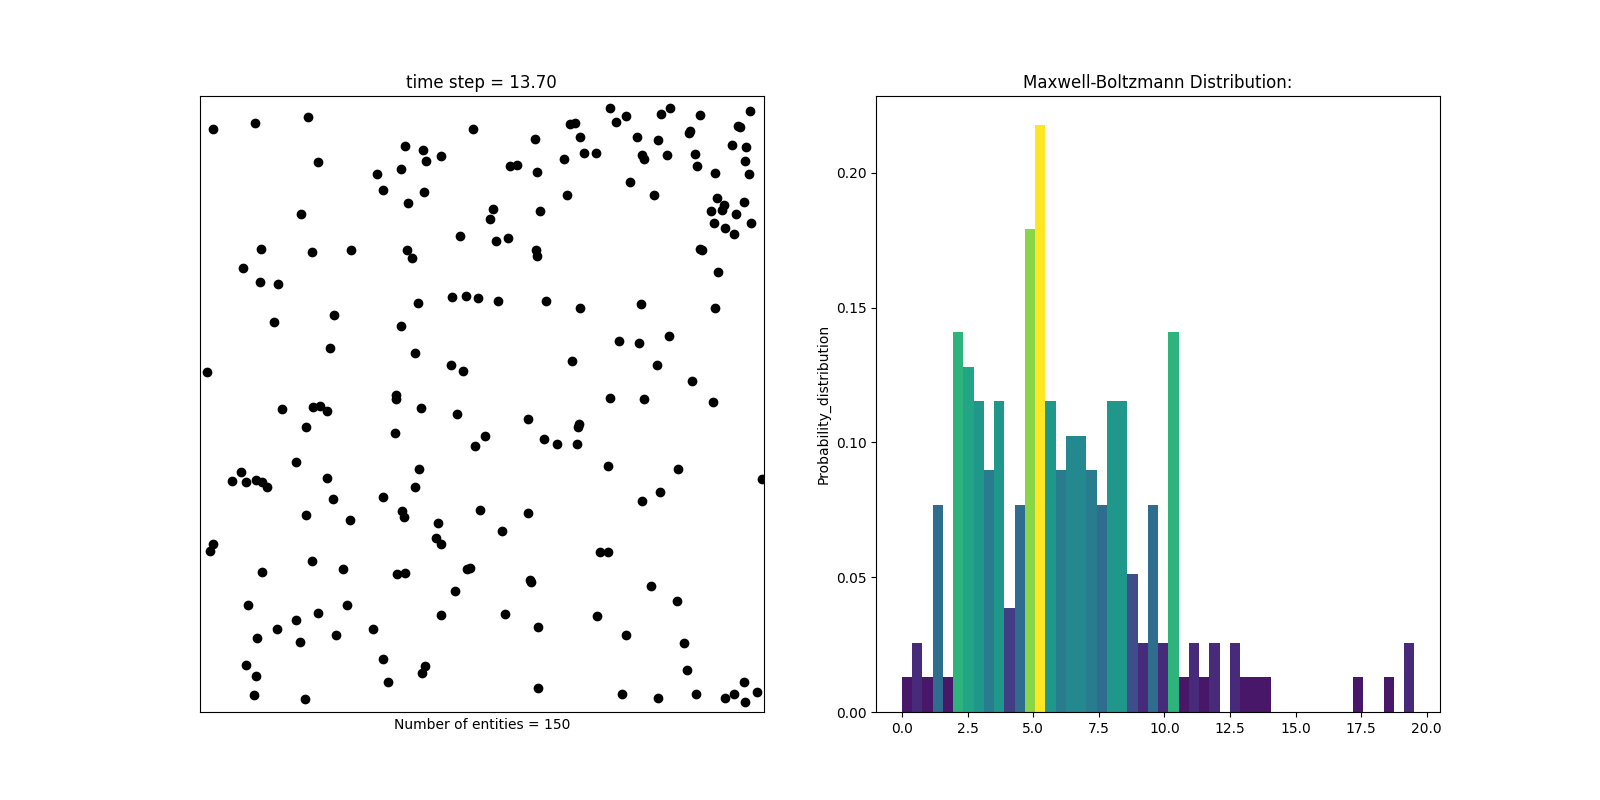 time step = 13.70
Number of entities = 150
Maxwell-Boltzmann Distribution:
Probability_distribution
0.20
0.15
0.10
0.05
0.00
0.0 2.5 5.0 7.5 10.0 12.5 15.0 17.5 20.0